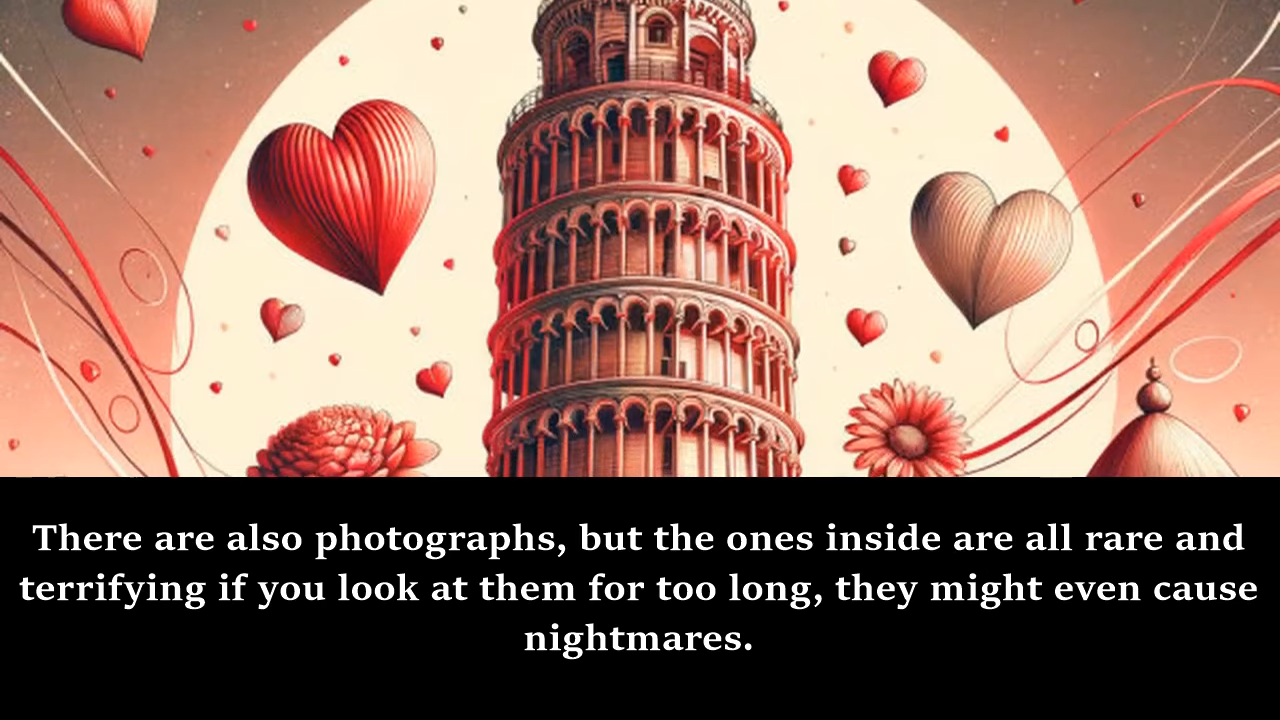 There are also photographs, but the ones inside are all rare and
terrifying if you look at them for too long, they might even cause
nightmares.